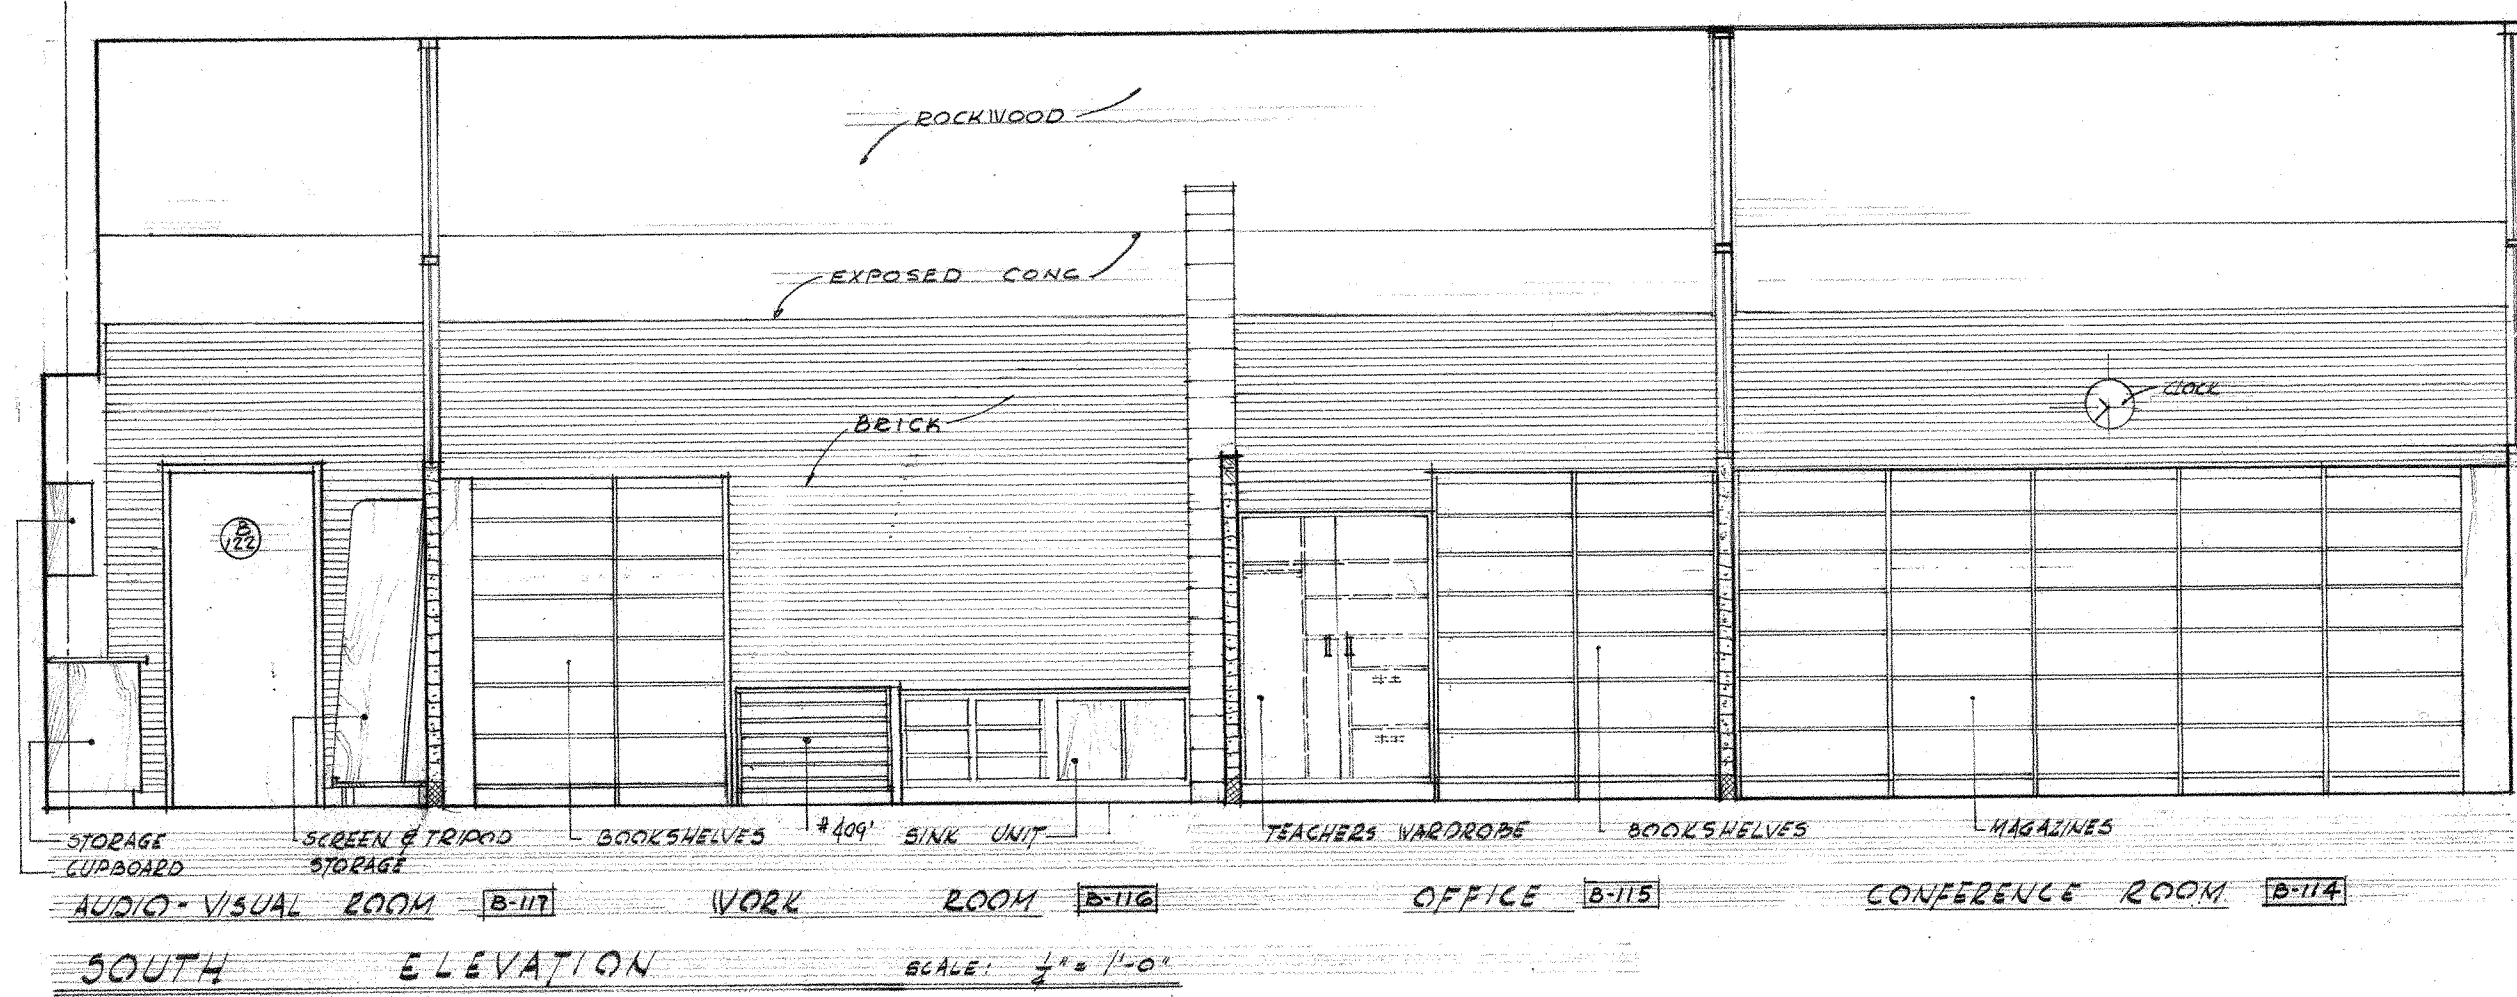 ROCKWOOD
EXPOSED CONC
BRICK
CLOCK
B
122
STORAGE
CUPBOARD
SCREEN & TRIPOD
STORAGE
BOOKSHELVES
#409'
SINK UNIT
TEACHERS WARDROBE
BOOKSHELVES
MAGAZINES
AUDIO-VISUAL ROOM B-117
WORK ROOM B-116
OFFICE B-115
CONFERENCE ROOM B-114
SOUTH ELEVATION SCALE: 1/4" = 1'-0"